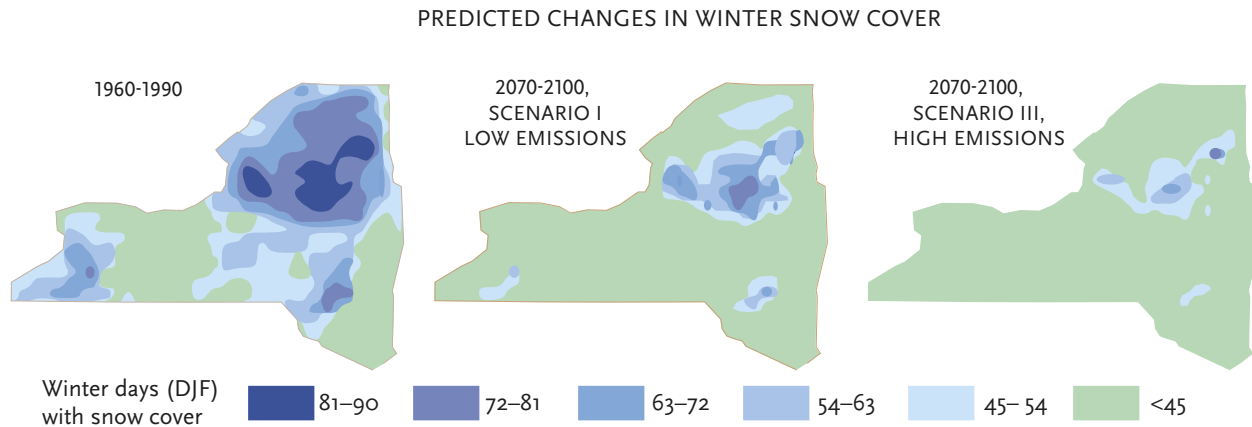 PREDICTED CHANGES IN WINTER SNOW COVER
1960-1990
2070-2100,
SCENARIO I
LOW EMISSIONS
2070-2100,
SCENARIO III,
HIGH EMISSIONS
Winter days (DJF)
with snow cover
81–90
72–81
63–72
54–63
45– 54
<45